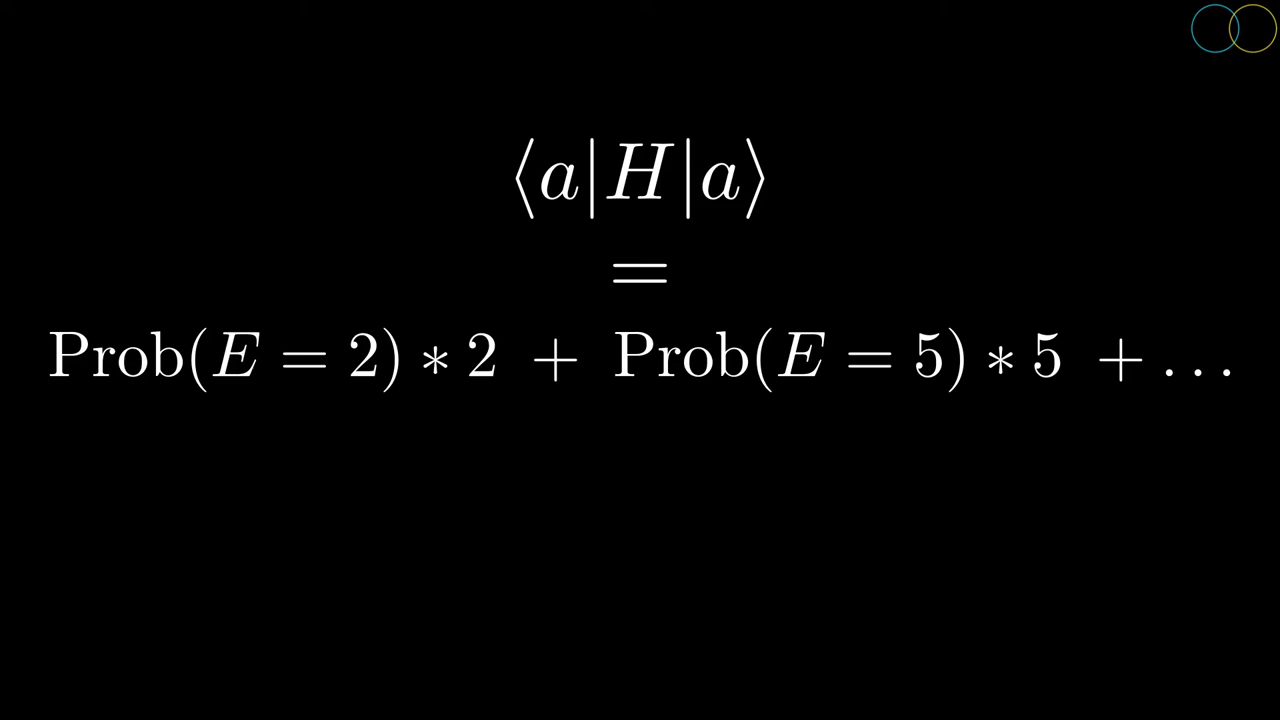 ⟨a|H|a⟩
=
Prob(E = 2) * 2 + Prob(E = 5) * 5 + ...